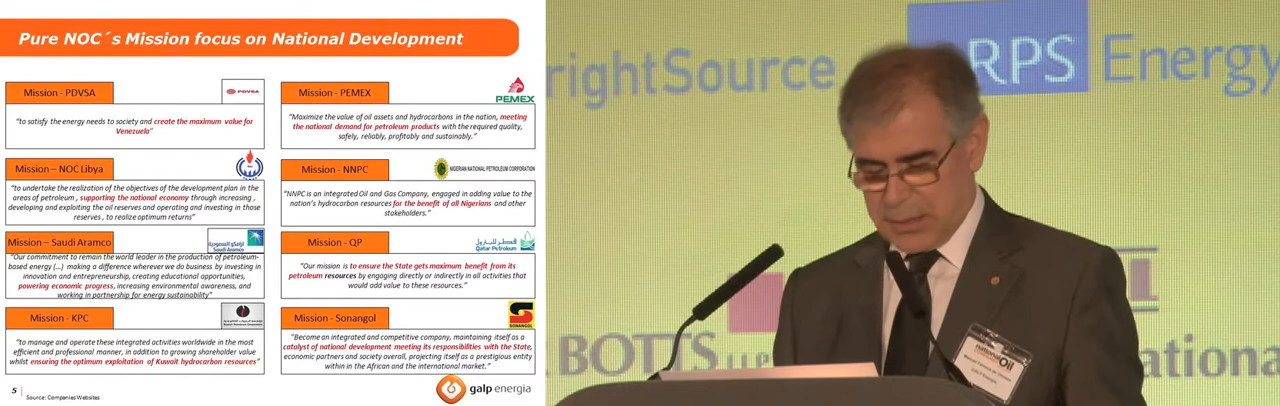 Pure NOC´s Mission focus on National Development
Mission - PDVSA
PDVSA
"to satisfy the energy needs to society and create the maximum value for
Venezuela"
Mission - PEMEX
PEMEX
"Maximize the value of oil assets and hydrocarbons in the nation, meeting
the national demand for petroleum products with the required quality,
safely, reliably, profitably and sustainably."
Mission – NOC Libya
"to undertake the realization of the objectives of the development plan in the
areas of petroleum , supporting the national economy through increasing ,
developing and exploiting the oil reserves and operating and investing in those
reserves , to realize optimum returns"
Mission - NNPC
NIGERIAN NATIONAL PETROLEUM CORPORATION
"NNPC is an integrated Oil and Gas Company, engaged in adding value to the
nation's hydrocarbon resources for the benefit of all Nigerians and other
stakeholders."
Mission – Saudi Aramco
أرامكو السعودية
Saudi Aramco
"Our commitment to remain the world leader in the production of petroleum-
based energy (...) making a difference wherever we do business by investing in
innovation and entrepreneurship, creating educational opportunities,
powering economic progress, increasing environmental awareness, and
working in partnership for energy sustainability"
Mission - QP
قطر للبترول
Qatar Petroleum
"Our mission is to ensure the State gets maximum benefit from its
petroleum resources by engaging directly or indirectly in all activities that
would add value to these resources."
Mission - KPC
"to manage and operate these integrated activities worldwide in the most
efficient and professional manner, in addition to growing shareholder value
whilst ensuring the optimum exploitation of Kuwait hydrocarbon resources"
Mission - Sonangol
SONANGOL
"Become an integrated and competitive company, maintaining itself as a
catalyst of national development meeting its responsibilities with the State,
economic partners and society overall, projecting itself as a prestigious entity
within in the African and the international market."
5
Source: Companies Websites
galp energia
rightSource
RPS Energy
BOTTS LLP
national
Oil
ationa